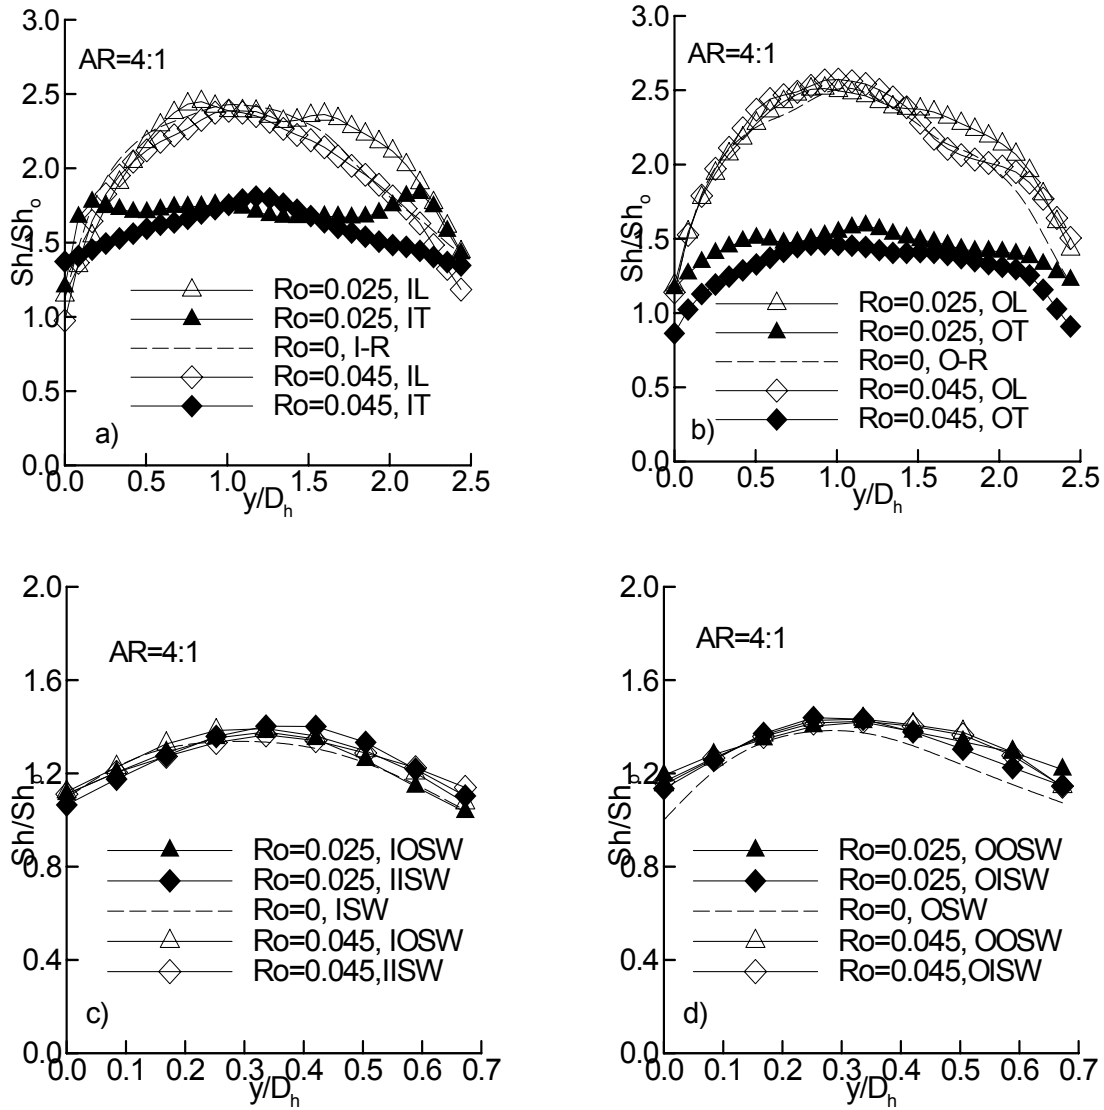 3.0
AR=4:1
2.5
2.0
Sh/Sh₀
1.5
1.0
Ro=0.025, IL
Ro=0.025, IT
Ro=0, I-R
Ro=0.045, IL
Ro=0.045, IT
0.5
a)
0.0
0.0 0.5 1.0 1.5 2.0 2.5
y/Dₕ
3.0
AR=4:1
2.5
2.0
Sh/Sh₀
1.5
1.0
Ro=0.025, OL
Ro=0.025, OT
Ro=0, O-R
Ro=0.045, OL
Ro=0.045, OT
0.5
b)
0.0
0.0 0.5 1.0 1.5 2.0 2.5
y/Dₕ
2.0
AR=4:1
1.6
1.2
Sh/Sh
0.8
Ro=0.025, IOSW
Ro=0.025, IISW
Ro=0, ISW
Ro=0.045, IOSW
Ro=0.045,IISW
0.4
c)
0.0
0.0 0.1 0.2 0.3 0.4 0.5 0.6 0.7
y/Dₕ
2.0
AR=4:1
1.6
1.2
Sh/Sh
0.8
Ro=0.025, OOSW
Ro=0.025, OISW
Ro=0, OSW
Ro=0.045, OOSW
Ro=0.045,OISW
0.4
d)
0.0
0.0 0.1 0.2 0.3 0.4 0.5 0.6 0.7
y/Dₕ